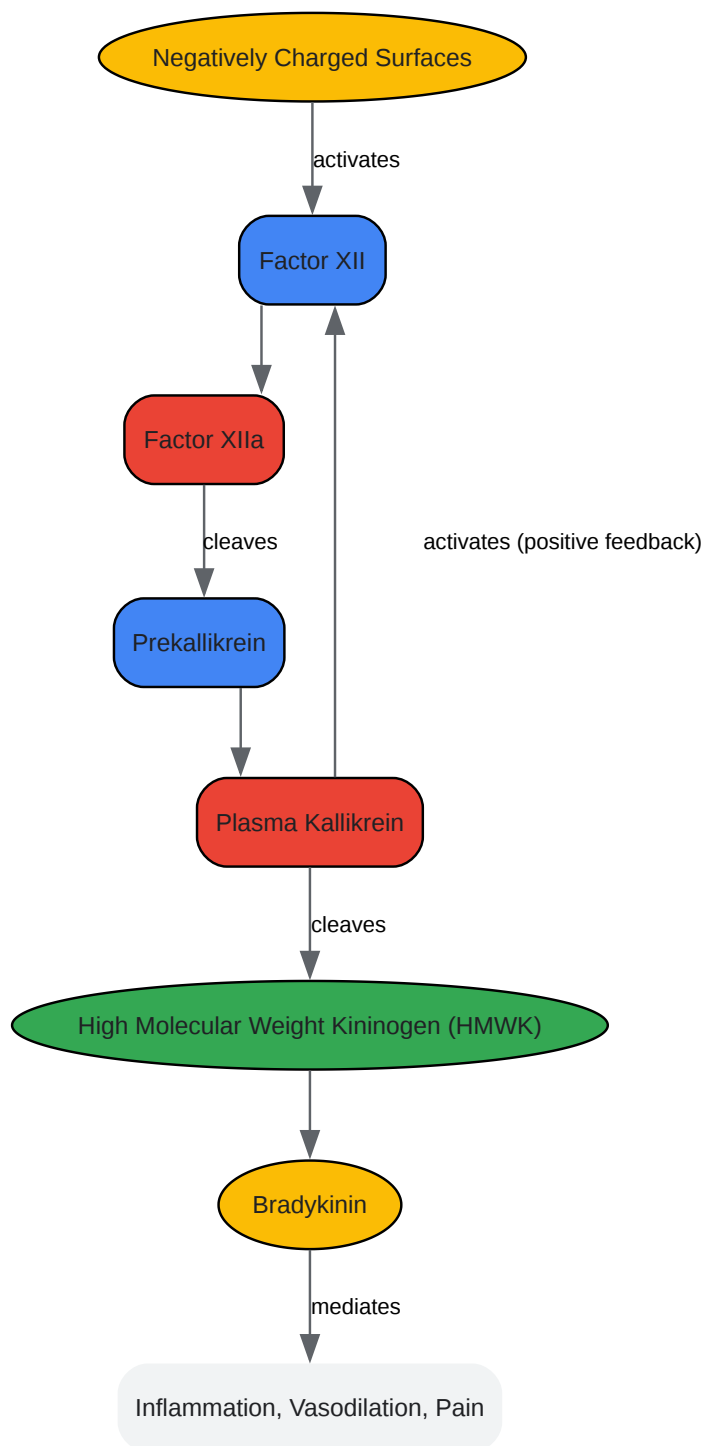 Negatively Charged Surfaces
activates
Factor XII
Factor XIIa
cleaves
activates (positive feedback)
Prekallikrein
Plasma Kallikrein
cleaves
High Molecular Weight Kininogen (HMWK)
Bradykinin
mediates
Inflammation, Vasodilation, Pain